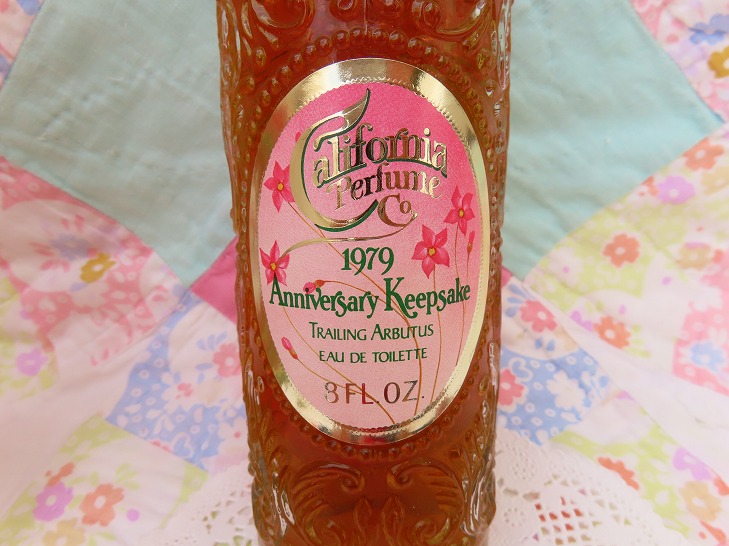 California
Perfume
Co.
1979
Anniversary Keepsake
TRAILING ARBUTUS
EAU DE TOILETTE
3 FL. OZ.